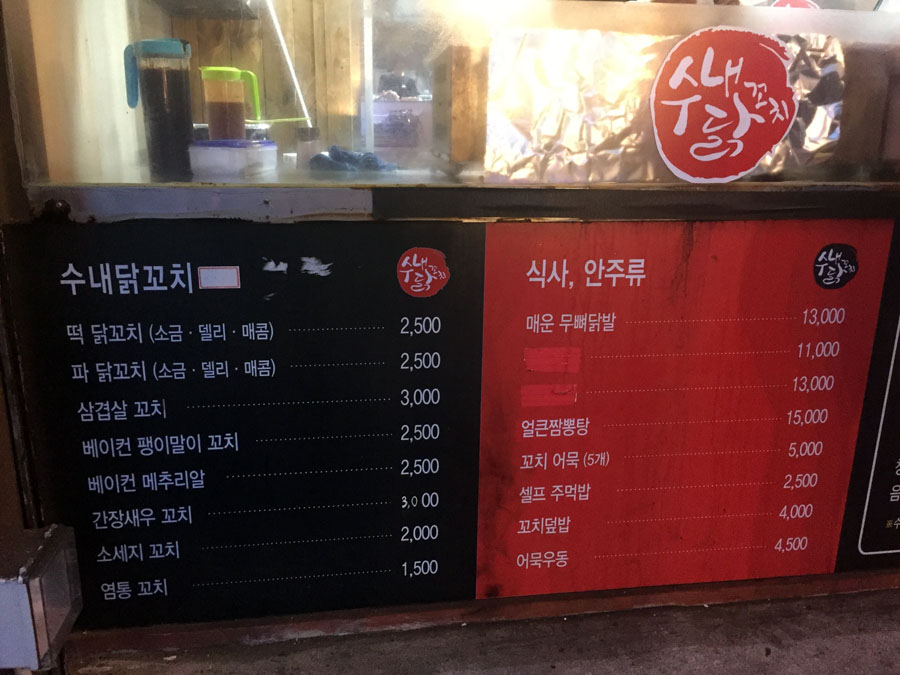 수내 닭꼬치
수내닭꼬치
수내 닭꼬치
떡 닭꼬치 (소금·델리·매콤) 2,500
파 닭꼬치 (소금·델리·매콤) 2,500
삼겹살 꼬치 3,000
베이컨 팽이말이 꼬치 2,500
베이컨 메추리알 2,500
간장새우 꼬치 3,000
소세지 꼬치 2,000
염통 꼬치 1,500
식사, 안주류
수내 닭꼬치
매운 무뼈닭발 13,000
11,000
13,000
얼큰짬뽕탕 15,000
꼬치 어묵 (5개) 5,000
셀프 주먹밥 2,500
꼬치덮밥 4,000
어묵우동 4,500
음
※수